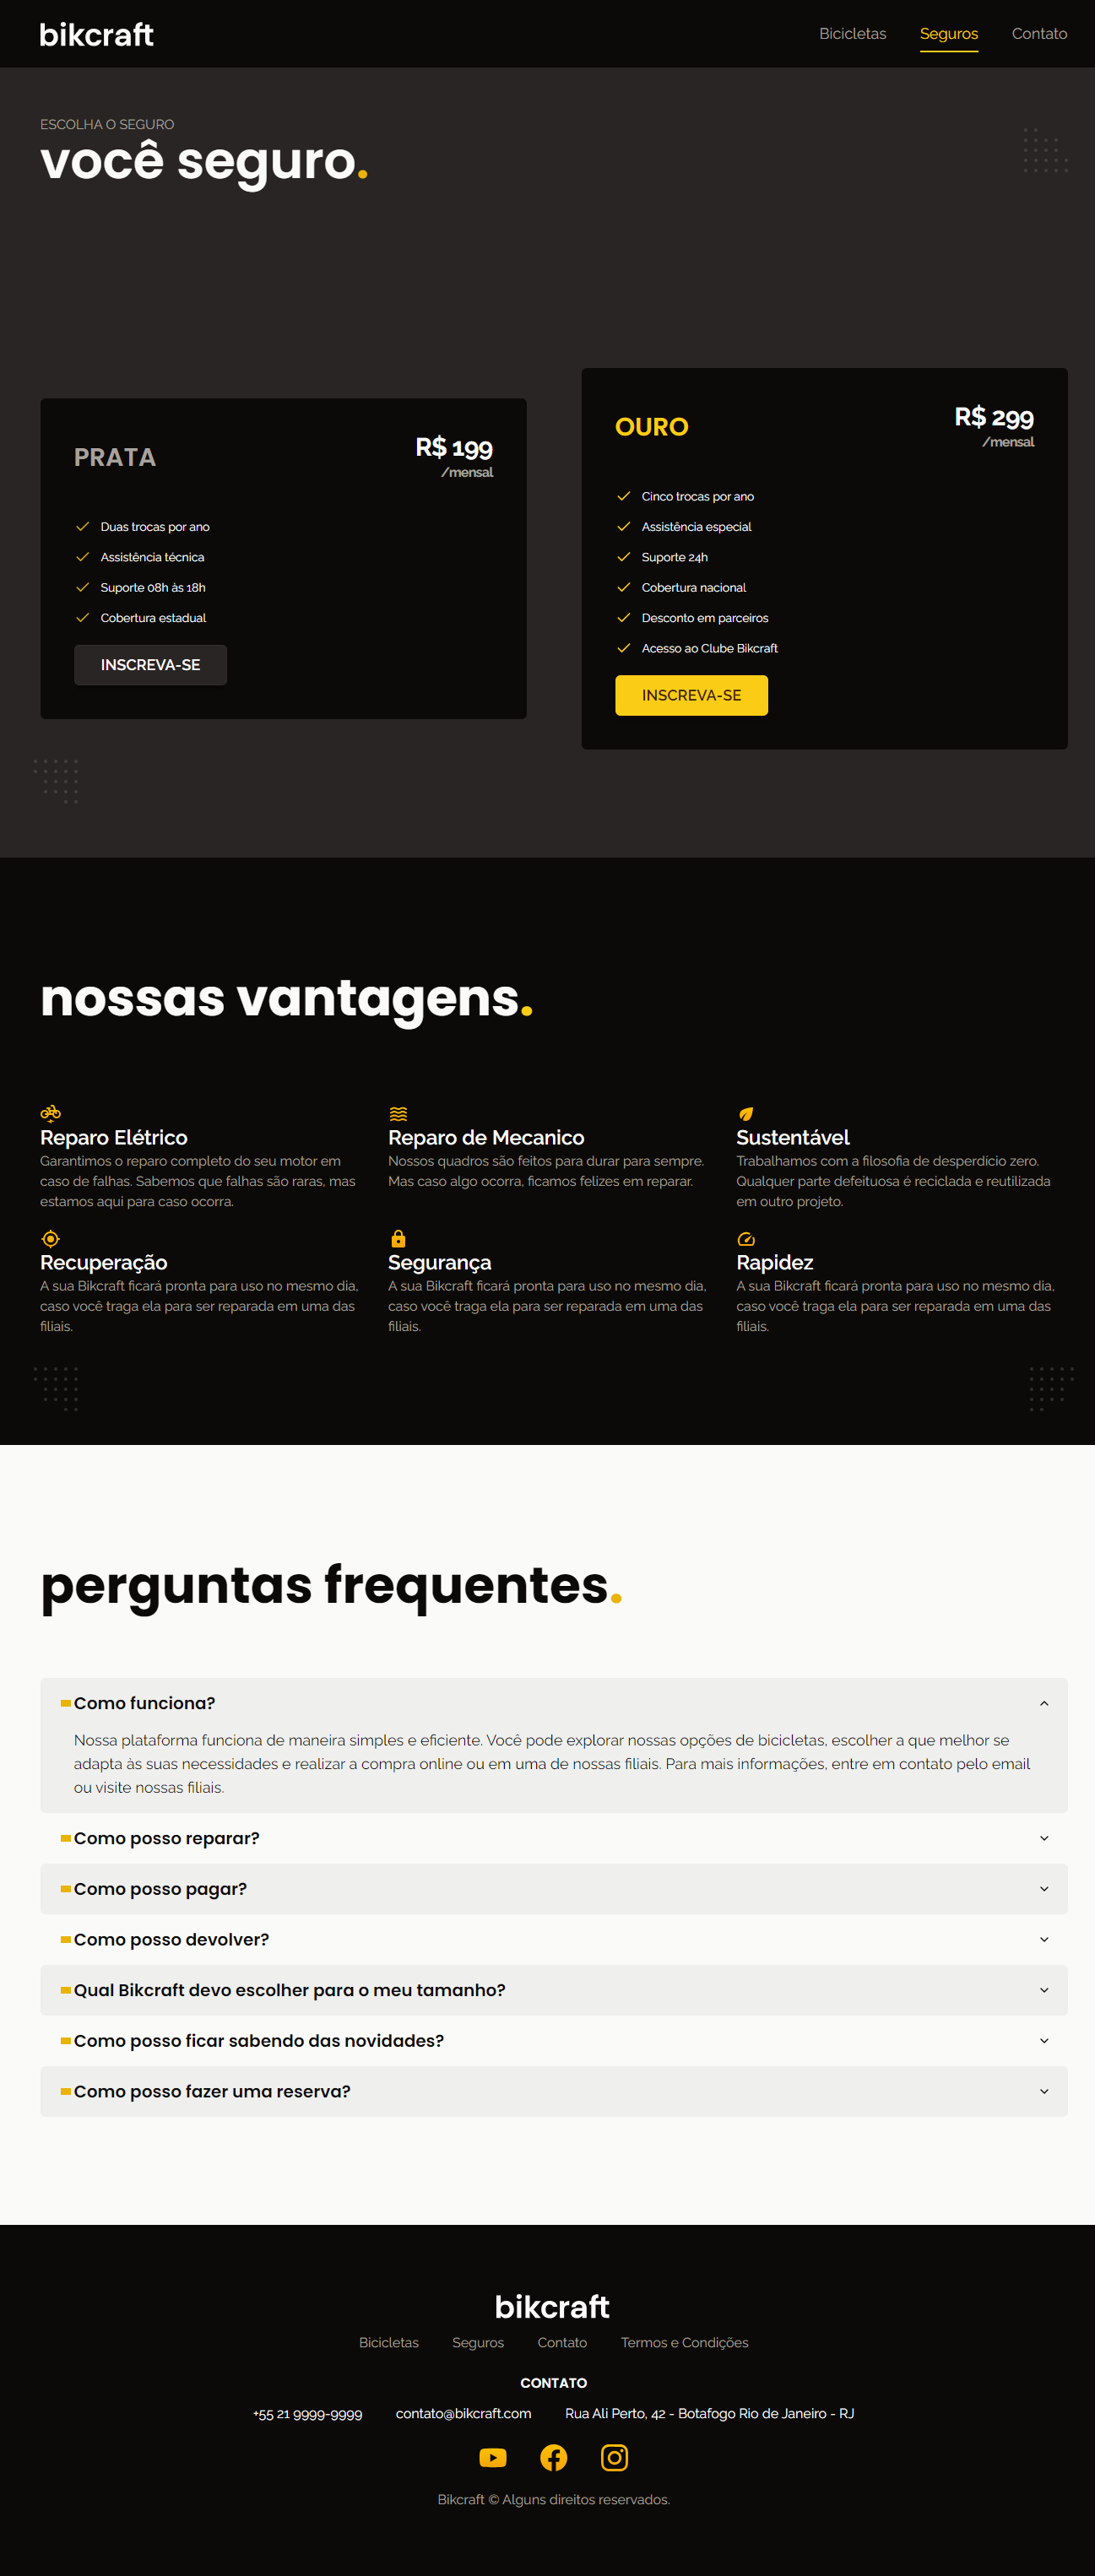 bikcraft
Bicicletas
Seguros
Contato
ESCOLHA O SEGURO
você seguro.
PRATA
R$ 199
/mensal
Duas trocas por ano
Assistência técnica
Suporte 08h às 18h
Cobertura estadual
INSCREVA-SE
OURO
R$ 299
/mensal
Cinco trocas por ano
Assistência especial
Suporte 24h
Cobertura nacional
Desconto em parceiros
Acesso ao Clube Bikcraft
INSCREVA-SE
nossas vantagens.
Reparo Elétrico
Garantimos o reparo completo do seu motor em
caso de falhas. Sabemos que falhas são raras, mas
estamos aqui para caso ocorra.
Reparo de Mecanico
Nossos quadros são feitos para durar para sempre.
Mas caso algo ocorra, ficamos felizes em reparar.
Sustentável
Trabalhamos com a filosofia de desperdício zero.
Qualquer parte defeituosa é reciclada e reutilizada
em outro projeto.
Recuperação
A sua Bikcraft ficará pronta para uso no mesmo dia,
caso você traga ela para ser reparada em uma das
filiais.
Segurança
A sua Bikcraft ficará pronta para uso no mesmo dia,
caso você traga ela para ser reparada em uma das
filiais.
Rapidez
A sua Bikcraft ficará pronta para uso no mesmo dia,
caso você traga ela para ser reparada em uma das
filiais.
perguntas frequentes.
Como funciona?
Nossa plataforma funciona de maneira simples e eficiente. Você pode explorar nossas opções de bicicletas, escolher a que melhor se
adapta às suas necessidades e realizar a compra online ou em uma de nossas filiais. Para mais informações, entre em contato pelo email
ou visite nossas filiais.
Como posso reparar?
Como posso pagar?
Como posso devolver?
Qual Bikcraft devo escolher para o meu tamanho?
Como posso ficar sabendo das novidades?
Como posso fazer uma reserva?
bikcraft
Bicicletas
Seguros
Contato
Termos e Condições
CONTATO
+55 21 9999-9999
contato@bikcraft.com
Rua Ali Perto, 42 - Botafogo Rio de Janeiro - RJ
Bikcraft © Alguns direitos reservados.